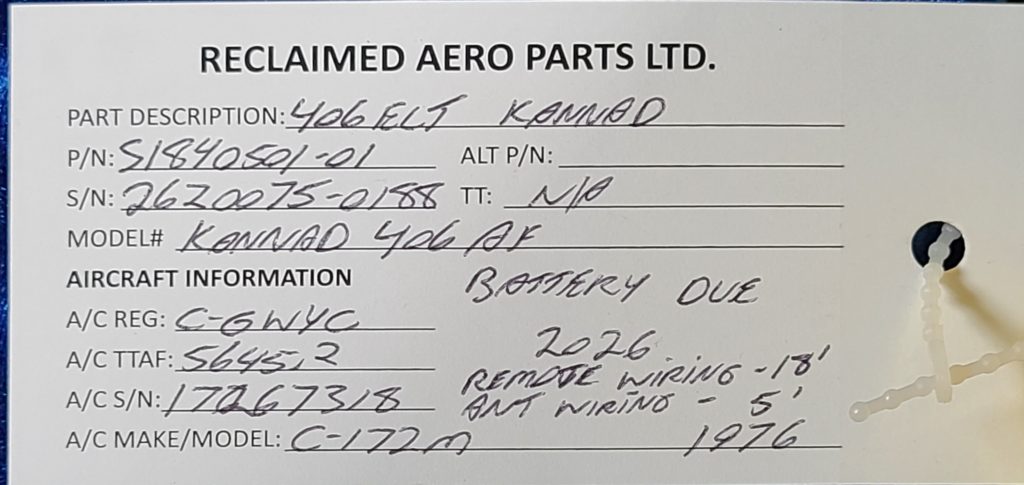 RECLAIMED AERO PARTS LTD.
PART DESCRIPTION: 406 ELT KANNAD
P/N: S1840501-01 ALT P/N:
S/N: 2620075-0188 TT: N/A
MODEL# KANNAD 406 AF
AIRCRAFT INFORMATION BATTERY DUE
A/C REG: C-GWYC
2026
A/C TTAF: 5645.2
REMOTE WIRING - 18'
A/C S/N: 17267318 ANT WIRING - 5'
A/C MAKE/MODEL: C-172M 1976